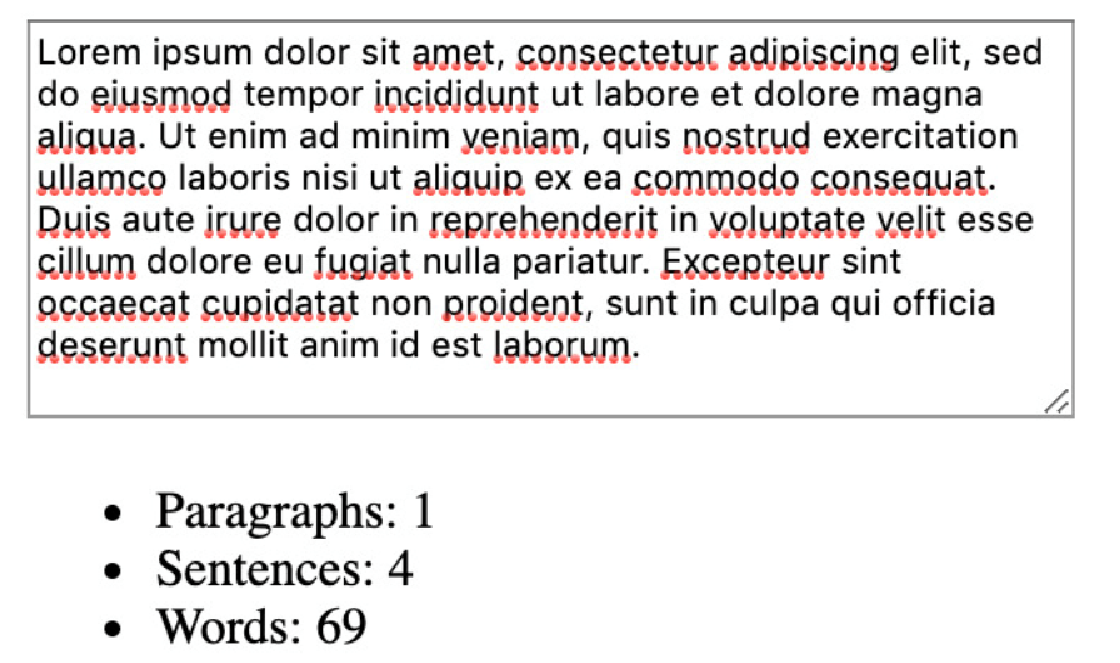 Lorem ipsum dolor sit amet, consectetur adipiscing elit, sed
do eiusmod tempor incididunt ut labore et dolore magna
aliqua. Ut enim ad minim veniam, quis nostrud exercitation
ullamco laboris nisi ut aliquip ex ea commodo consequat.
Duis aute irure dolor in reprehenderit in voluptate velit esse
cillum dolore eu fugiat nulla pariatur. Excepteur sint
occaecat cupidatat non proident, sunt in culpa qui officia
deserunt mollit anim id est laborum.
• Paragraphs: 1
• Sentences: 4
• Words: 69